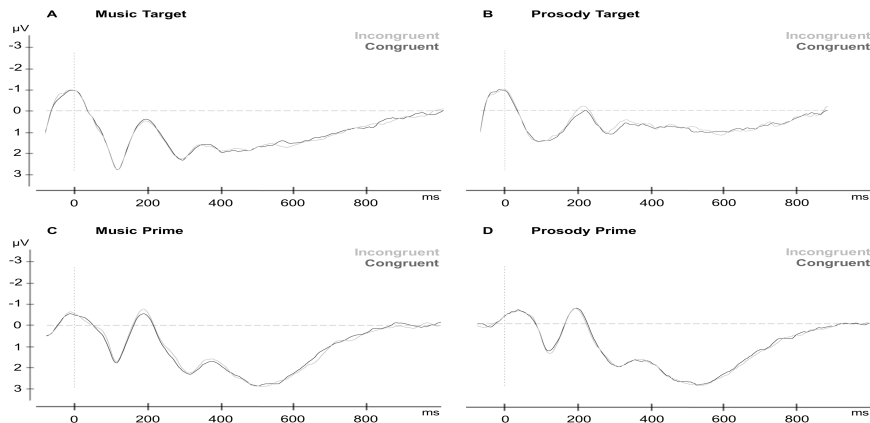 A Music Target
µV
Incongruent
Congruent
-3
-2
-1
0
1
2
3
0 200 400 600 800
ms
B Prosody Target
Incongruent
Congruent
0 200 400 600 800
ms
C Music Prime
µV
Incongruent
Congruent
-3
-2
-1
0
1
2
3
0 200 400 600 800
ms
D Prosody Prime
Incongruent
Congruent
0 200 400 600 800
ms